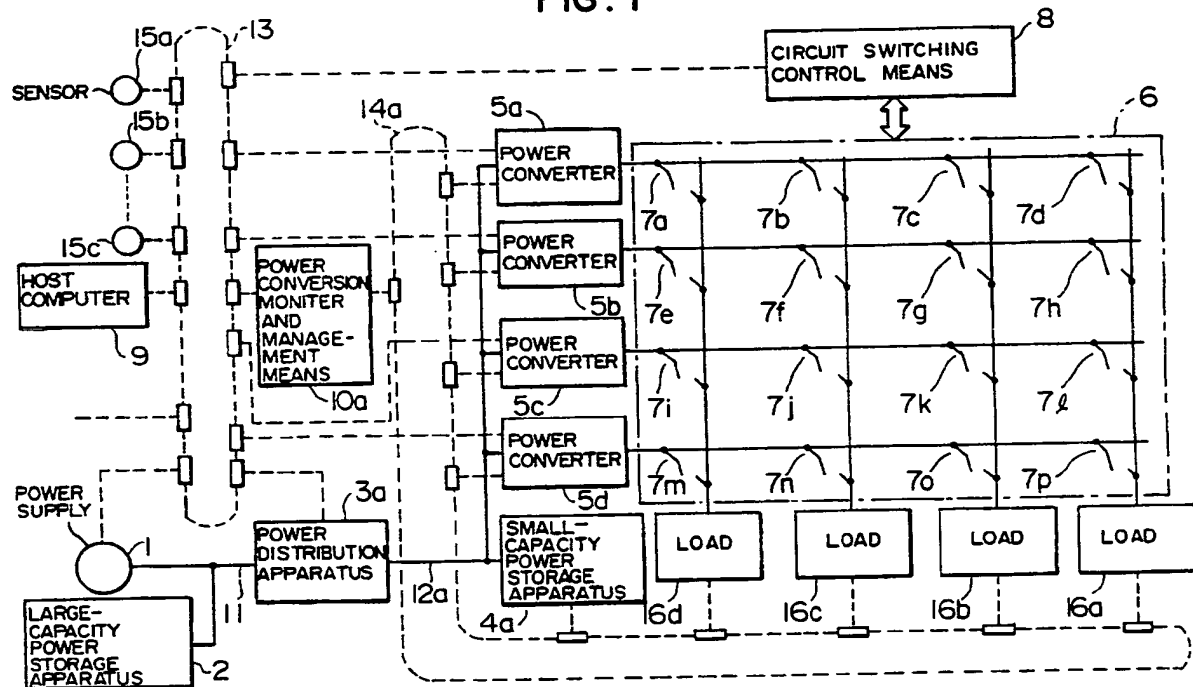 FIG. 1
15a
13
8
CIRCUIT SWITCHING
CONTROL MEANS
SENSOR
15b
14a
5a
6
POWER
CONVERTER
7a
7b
7c
7d
15c
HOST
COMPUTER
9
POWER
CONVERSION
MONITER
AND
MANAGE-
MENT
MEANS
10a
POWER
CONVERTER
5b
7e
7f
7g
7h
POWER
CONVERTER
5c
7i
7j
7k
7l
POWER
CONVERTER
5d
7m
7n
7o
7p
POWER
SUPPLY
1
3a
POWER
DISTRIBUTION
APPARATUS
11
12a
SMALL-
CAPACITY
POWER
STORAGE
APPARATUS
4a
LOAD
LOAD
LOAD
LOAD
16d
16c
16b
16a
LARGE-
CAPACITY
POWER
STORAGE
APPARATUS
2